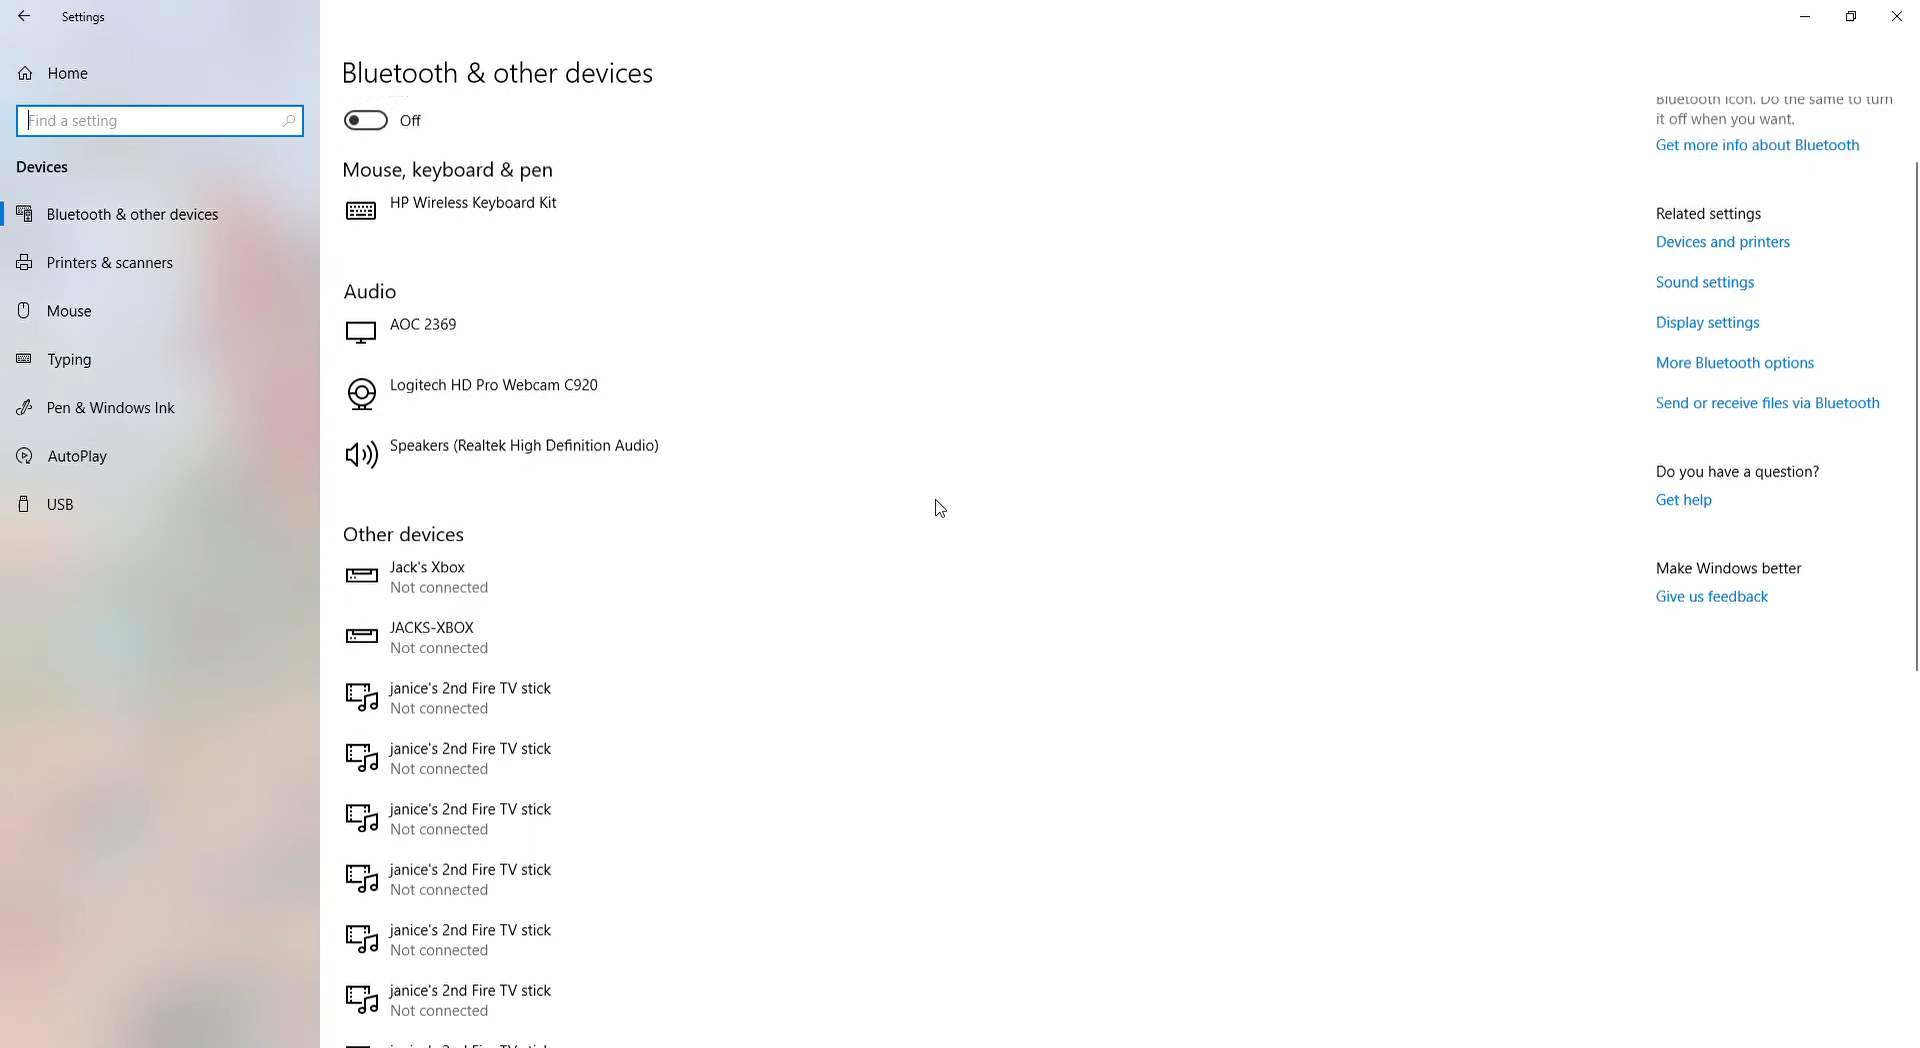 Settings
Home
Find a setting
Devices
Bluetooth & other devices
Printers & scanners
Mouse
Typing
Pen & Windows Ink
AutoPlay
USB
Bluetooth & other devices
Off
Mouse, keyboard & pen
HP Wireless Keyboard Kit
Audio
AOC 2369
Logitech HD Pro Webcam C920
Speakers (Realtek High Definition Audio)
Other devices
Jack's Xbox
Not connected
JACKS-XBOX
Not connected
janice's 2nd Fire TV stick
Not connected
janice's 2nd Fire TV stick
Not connected
janice's 2nd Fire TV stick
Not connected
janice's 2nd Fire TV stick
Not connected
janice's 2nd Fire TV stick
Not connected
janice's 2nd Fire TV stick
Not connected
Bluetooth icon. Do the same to turn
it off when you want.
Get more info about Bluetooth
Related settings
Devices and printers
Sound settings
Display settings
More Bluetooth options
Send or receive files via Bluetooth
Do you have a question?
Get help
Make Windows better
Give us feedback